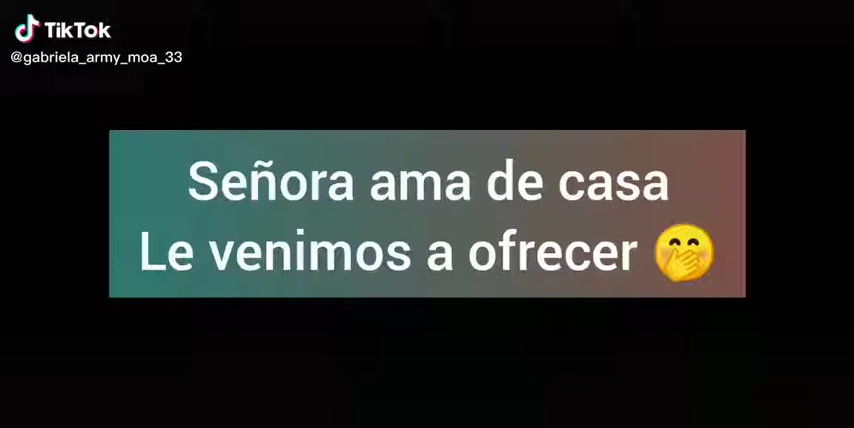 TikTok
@gabriela_army_moa_33
Señora ama de casa
Le venimos a ofrecer 🤭